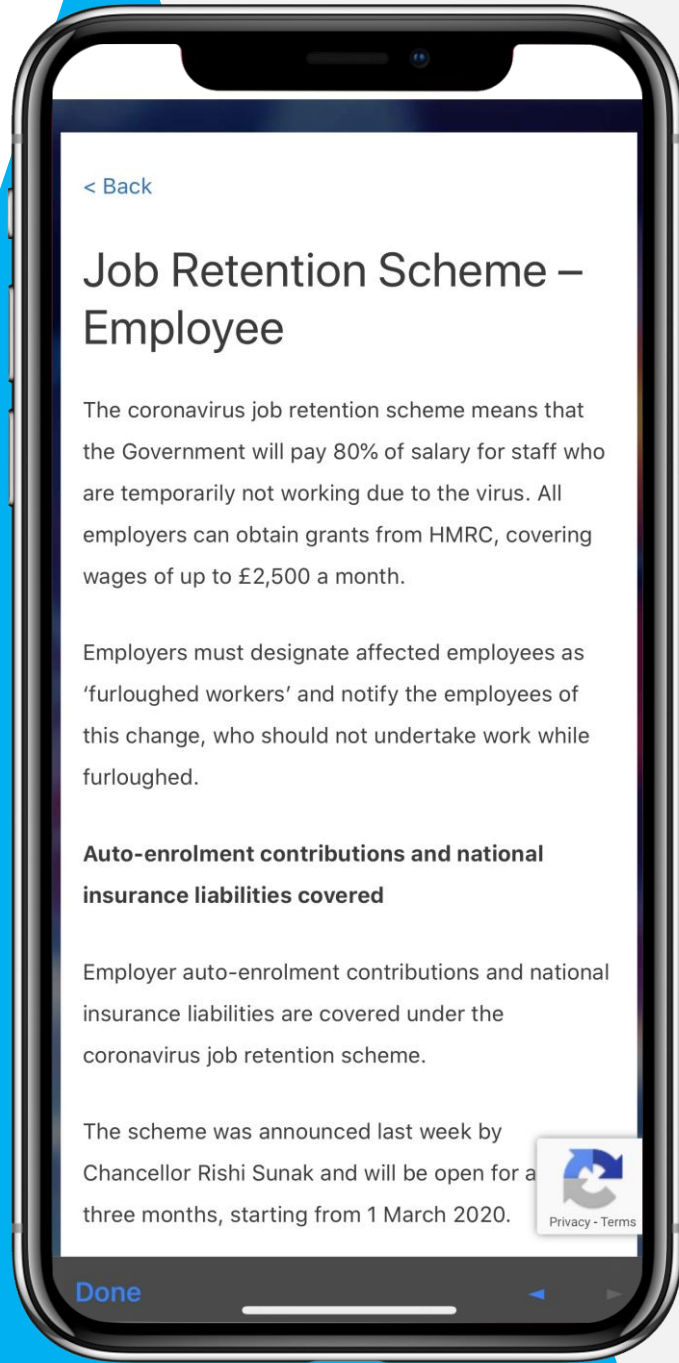 < Back
Job Retention Scheme –
Employee
The coronavirus job retention scheme means that
the Government will pay 80% of salary for staff who
are temporarily not working due to the virus. All
employers can obtain grants from HMRC, covering
wages of up to £2,500 a month.
Employers must designate affected employees as
‘furloughed workers’ and notify the employees of
this change, who should not undertake work while
furloughed.
Auto-enrolment contributions and national
insurance liabilities covered
Employer auto-enrolment contributions and national
insurance liabilities are covered under the
coronavirus job retention scheme.
The scheme was announced last week by
Chancellor Rishi Sunak and will be open for a
three months, starting from 1 March 2020.
Privacy - Terms
Done